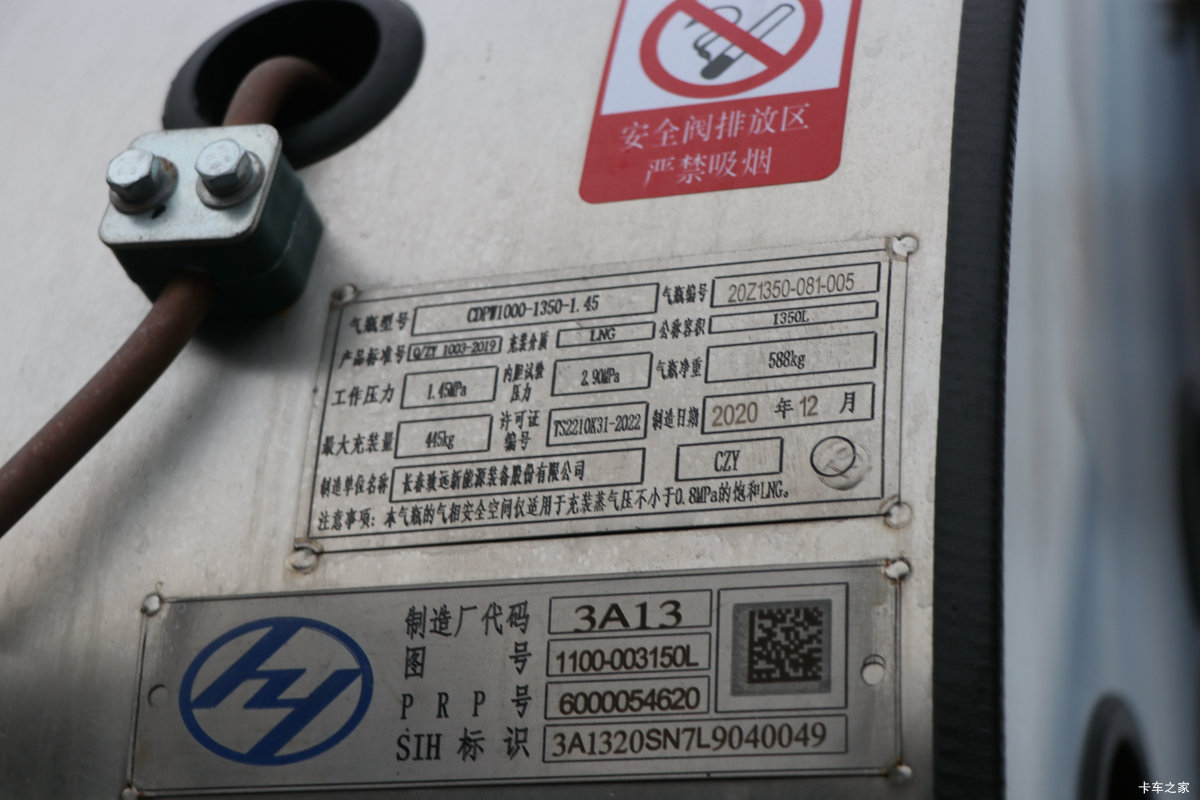 安全阀排放区
严禁吸烟
气瓶型号 CDPW1000-1350-1.45 气瓶编号 20Z1350-081-005
产品标准号 Q/ZY 1003-2019 充装介质 LNG 公称容积 1350L
工作压力 1.45MPa 内胆试验压力 2.90MPa 气瓶净重 588kg
最大充装量 445kg 许可证编号 TS2210K31-2022 制造日期 2020 年 12 月
制造单位名称 长春致远新能源装备股份有限公司 CZY
注意事项：本气瓶的气相安全空间仅适用于充装蒸气压不小于0.8MPa的饱和LNG。
制造厂代码 3A13
图号 1100-003150L
PRP号 6000054620
SIH标识 3A1320SN7L9040049
卡车之家